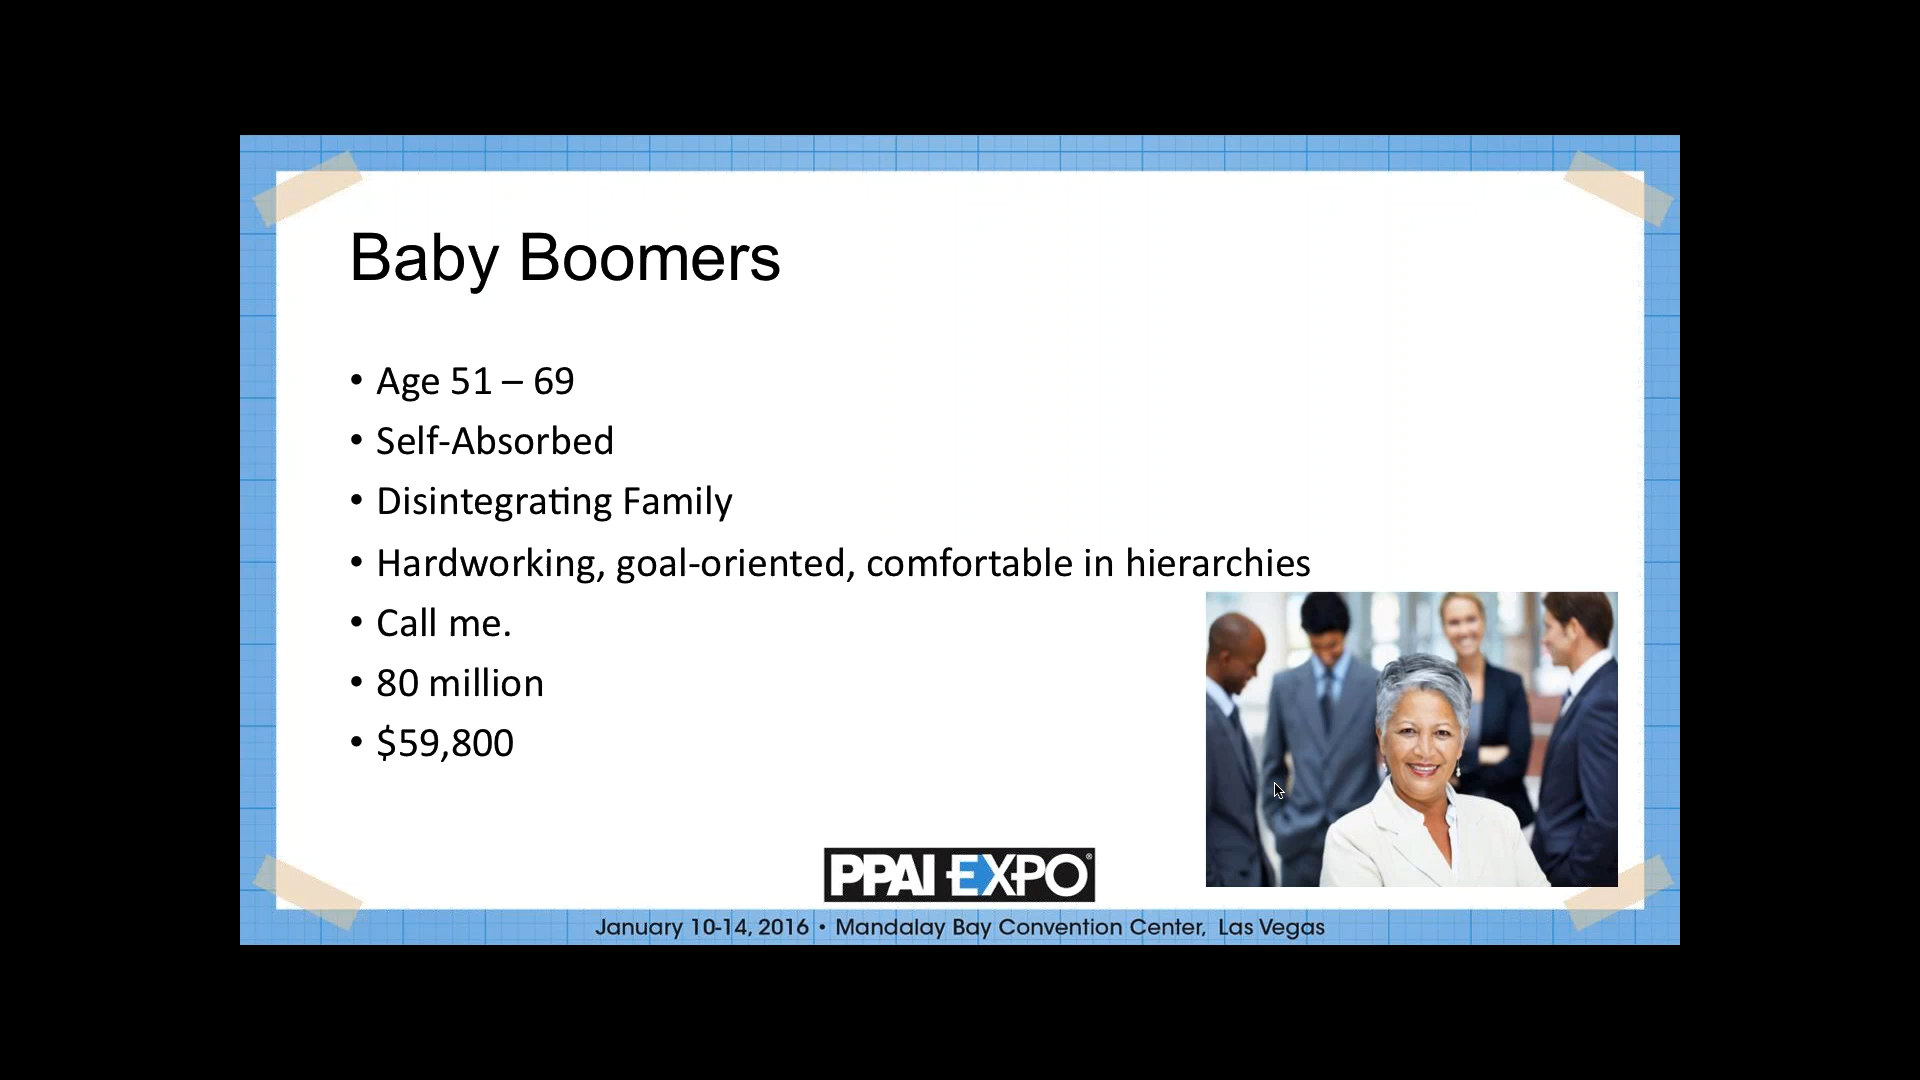 Baby Boomers
• Age 51 – 69
• Self-Absorbed
• Disintegrating Family
• Hardworking, goal-oriented, comfortable in hierarchies
• Call me.
• 80 million
• $59,800
PPAI EXPO®
January 10-14, 2016 • Mandalay Bay Convention Center, Las Vegas